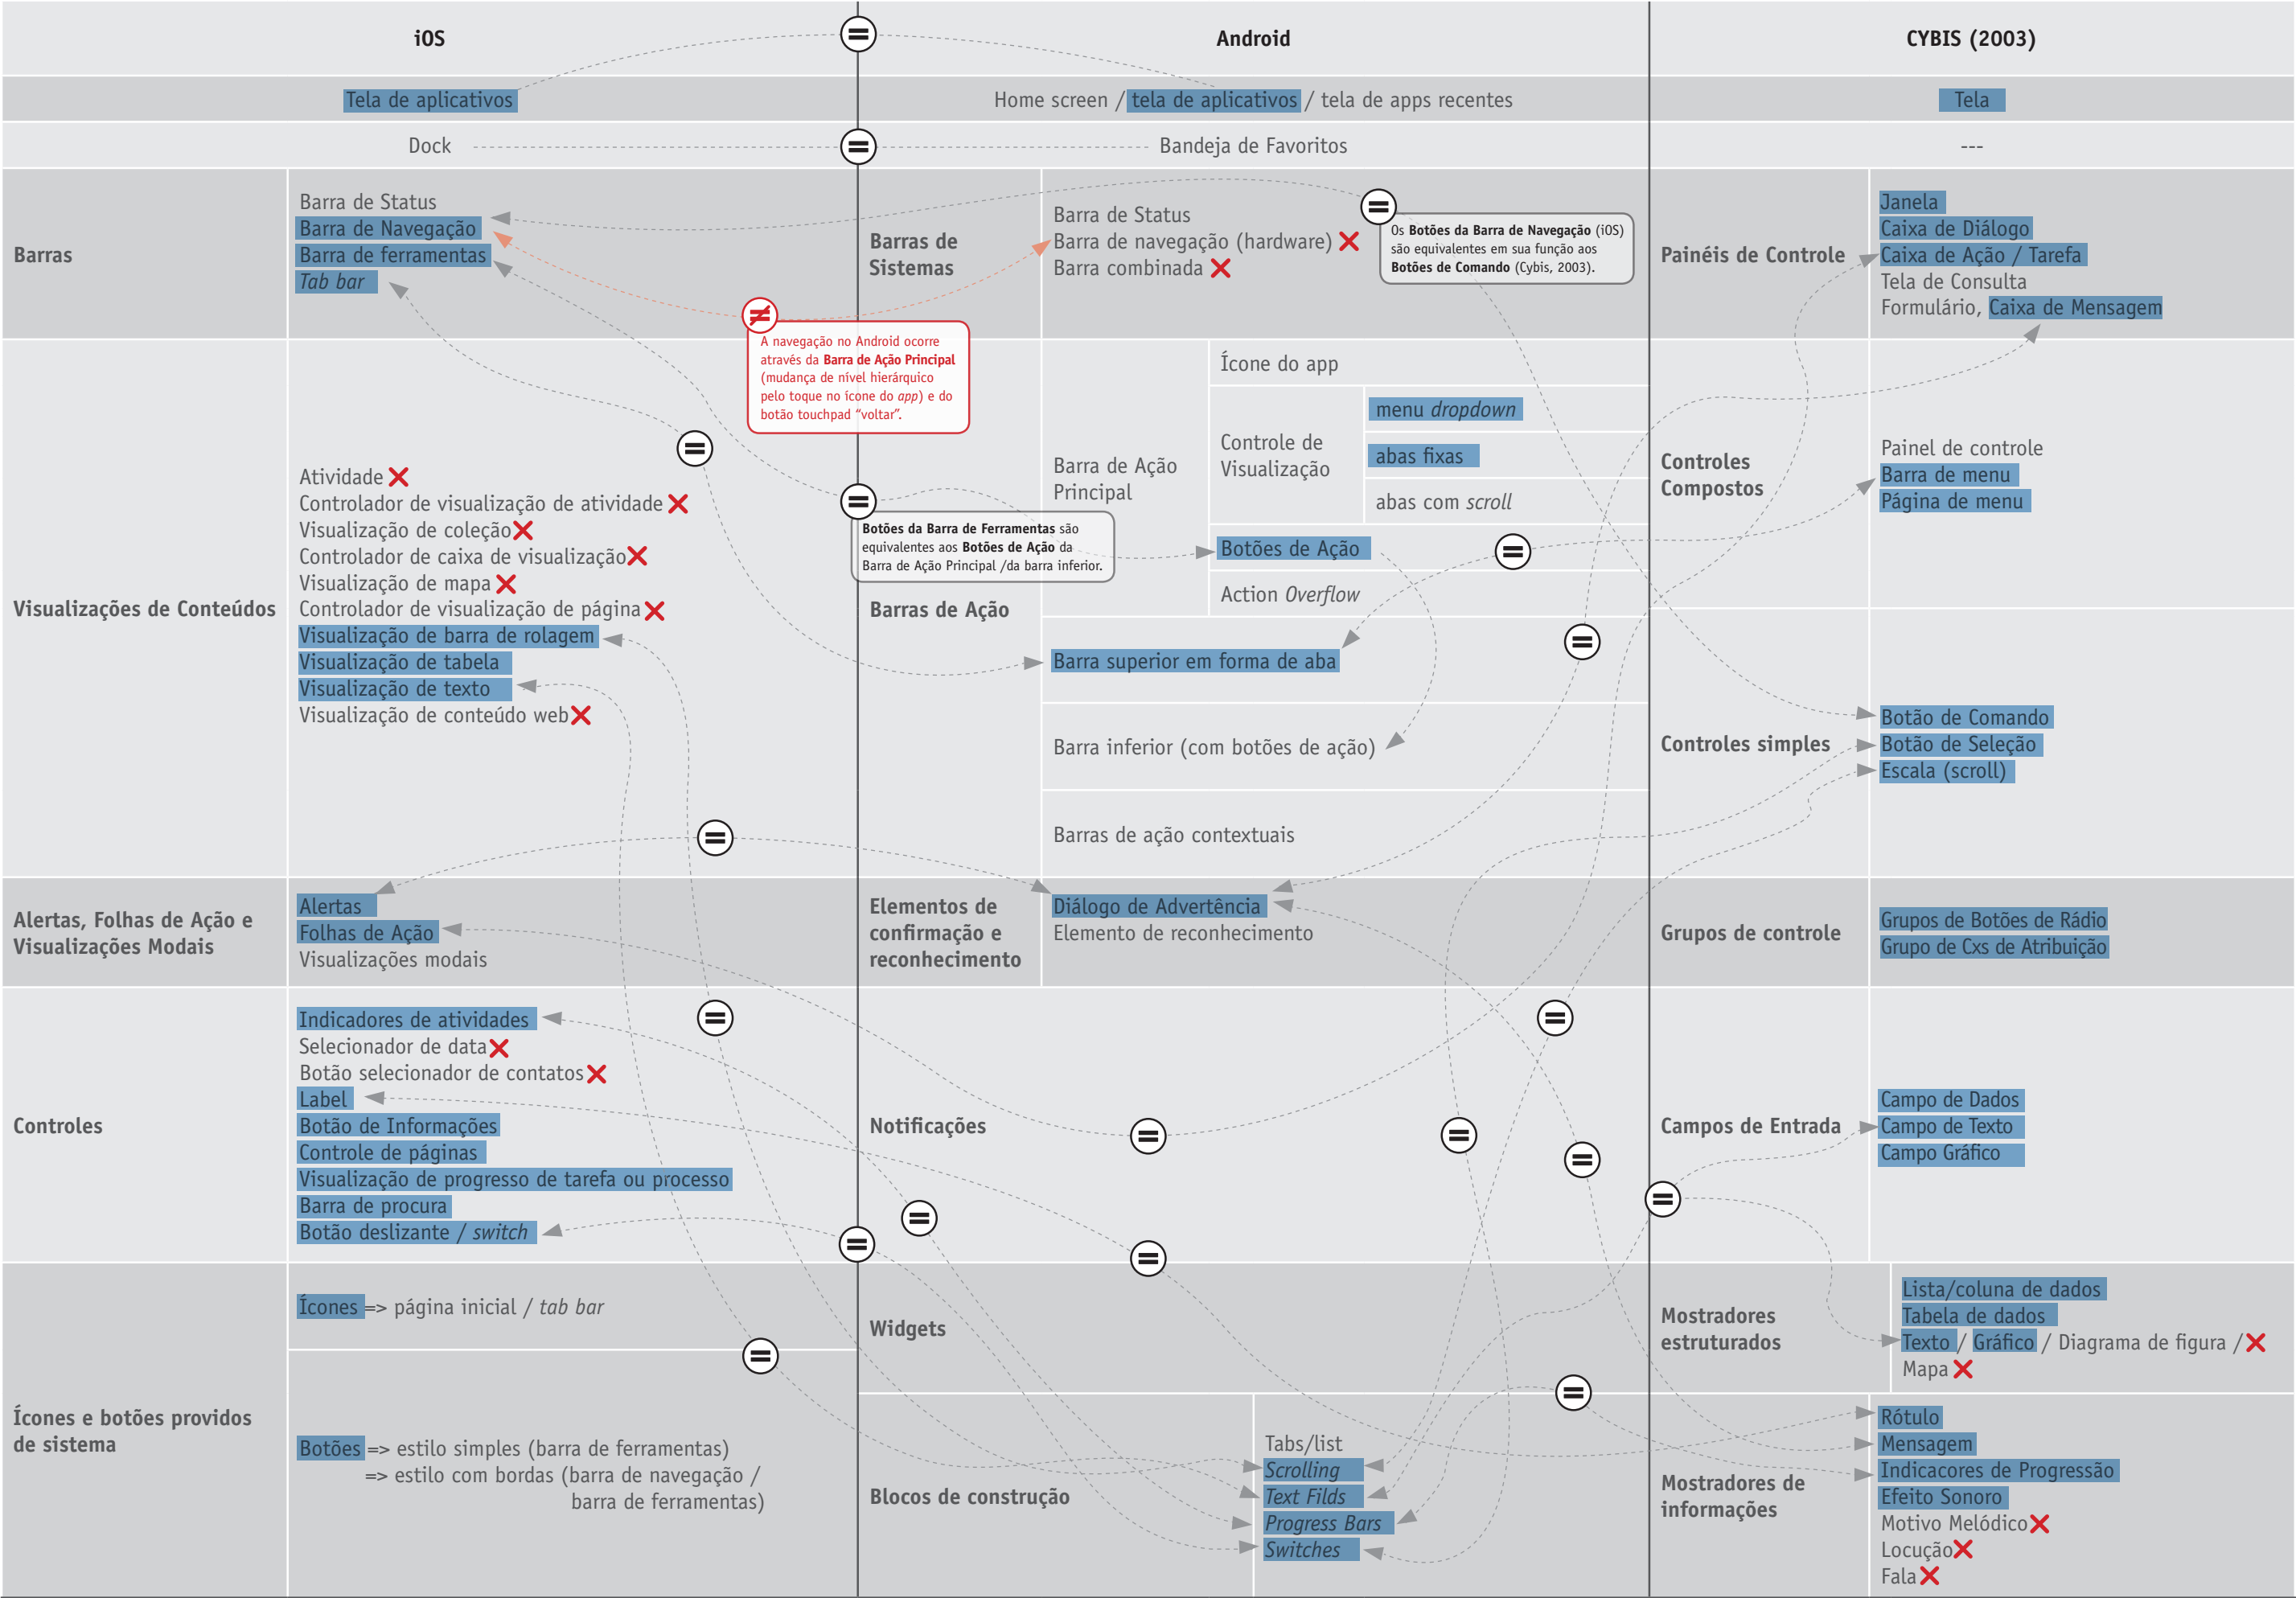 iOS
Android
CYBIS (2003)
Tela de aplicativos
Home screen / tela de aplicativos / tela de apps recentes
Tela
Dock
Bandeja de Favoritos
---
Barras
Barra de Status
Barra de Navegação
Barra de ferramentas
Tab bar
Barras de
Sistemas
Barra de Status
Barra de navegação (hardware)
Barra combinada
Os Botões da Barra de Navegação (iOS)
são equivalentes em sua função aos
Botões de Comando (Cybis, 2003).
Painéis de Controle
Janela
Caixa de Diálogo
Caixa de Ação / Tarefa
Tela de Consulta
Formulário, Caixa de Mensagem
A navegação no Android ocorre
através da Barra de Ação Principal
(mudança de nível hierárquico
pelo toque no ícone do app) e do
botão touchpad “voltar”.
Visualizações de Conteúdos
Atividade
Controlador de visualização de atividade
Visualização de coleção
Controlador de caixa de visualização
Visualização de mapa
Controlador de visualização de página
Visualização de barra de rolagem
Visualização de tabela
Visualização de texto
Visualização de conteúdo web
Botões da Barra de Ferramentas são
equivalentes aos Botões de Ação da
Barra de Ação Principal /da barra inferior.
Barras de Ação
Barra de Ação
Principal
Ícone do app
Controle de
Visualização
menu dropdown
abas fixas
abas com scroll
Botões de Ação
Action Overflow
Barra superior em forma de aba
Barra inferior (com botões de ação)
Barras de ação contextuais
Controles
Compostos
Painel de controle
Barra de menu
Página de menu
Controles simples
Botão de Comando
Botão de Seleção
Escala (scroll)
Alertas, Folhas de Ação e
Visualizações Modais
Alertas
Folhas de Ação
Visualizações modais
Elementos de
confirmação e
reconhecimento
Diálogo de Advertência
Elemento de reconhecimento
Grupos de controle
Grupos de Botões de Rádio
Grupo de Cxs de Atribuição
Controles
Indicadores de atividades
Selecionador de data
Botão selecionador de contatos
Label
Botão de Informações
Controle de páginas
Visualização de progresso de tarefa ou processo
Barra de procura
Botão deslizante / switch
Notificações
Campos de Entrada
Campo de Dados
Campo de Texto
Campo Gráfico
Ícones e botões providos
de sistema
Ícones => página inicial / tab bar
Botões => estilo simples (barra de ferramentas)
=> estilo com bordas (barra de navegação /
barra de ferramentas)
Widgets
Blocos de construção
Tabs/list
Scrolling
Text Filds
Progress Bars
Switches
Mostradores
estruturados
Lista/coluna de dados
Tabela de dados
Texto / Gráfico / Diagrama de figura /
Mapa
Mostradores de
informações
Rótulo
Mensagem
Indicacores de Progressão
Efeito Sonoro
Motivo Melódico
Locução
Fala